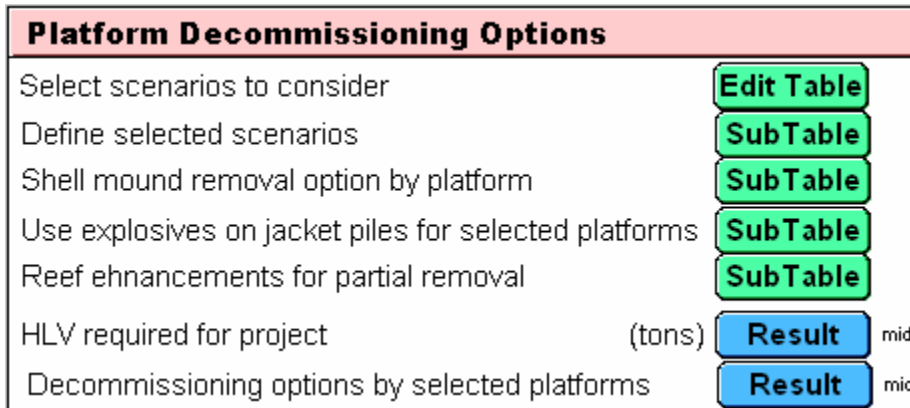 Platform Decommissioning Options
Select scenarios to consider Edit Table
Define selected scenarios SubTable
Shell mound removal option by platform SubTable
Use explosives on jacket piles for selected platforms SubTable
Reef ehnancements for partial removal SubTable
HLV required for project (tons) Result mid
Decommissioning options by selected platforms Result mid